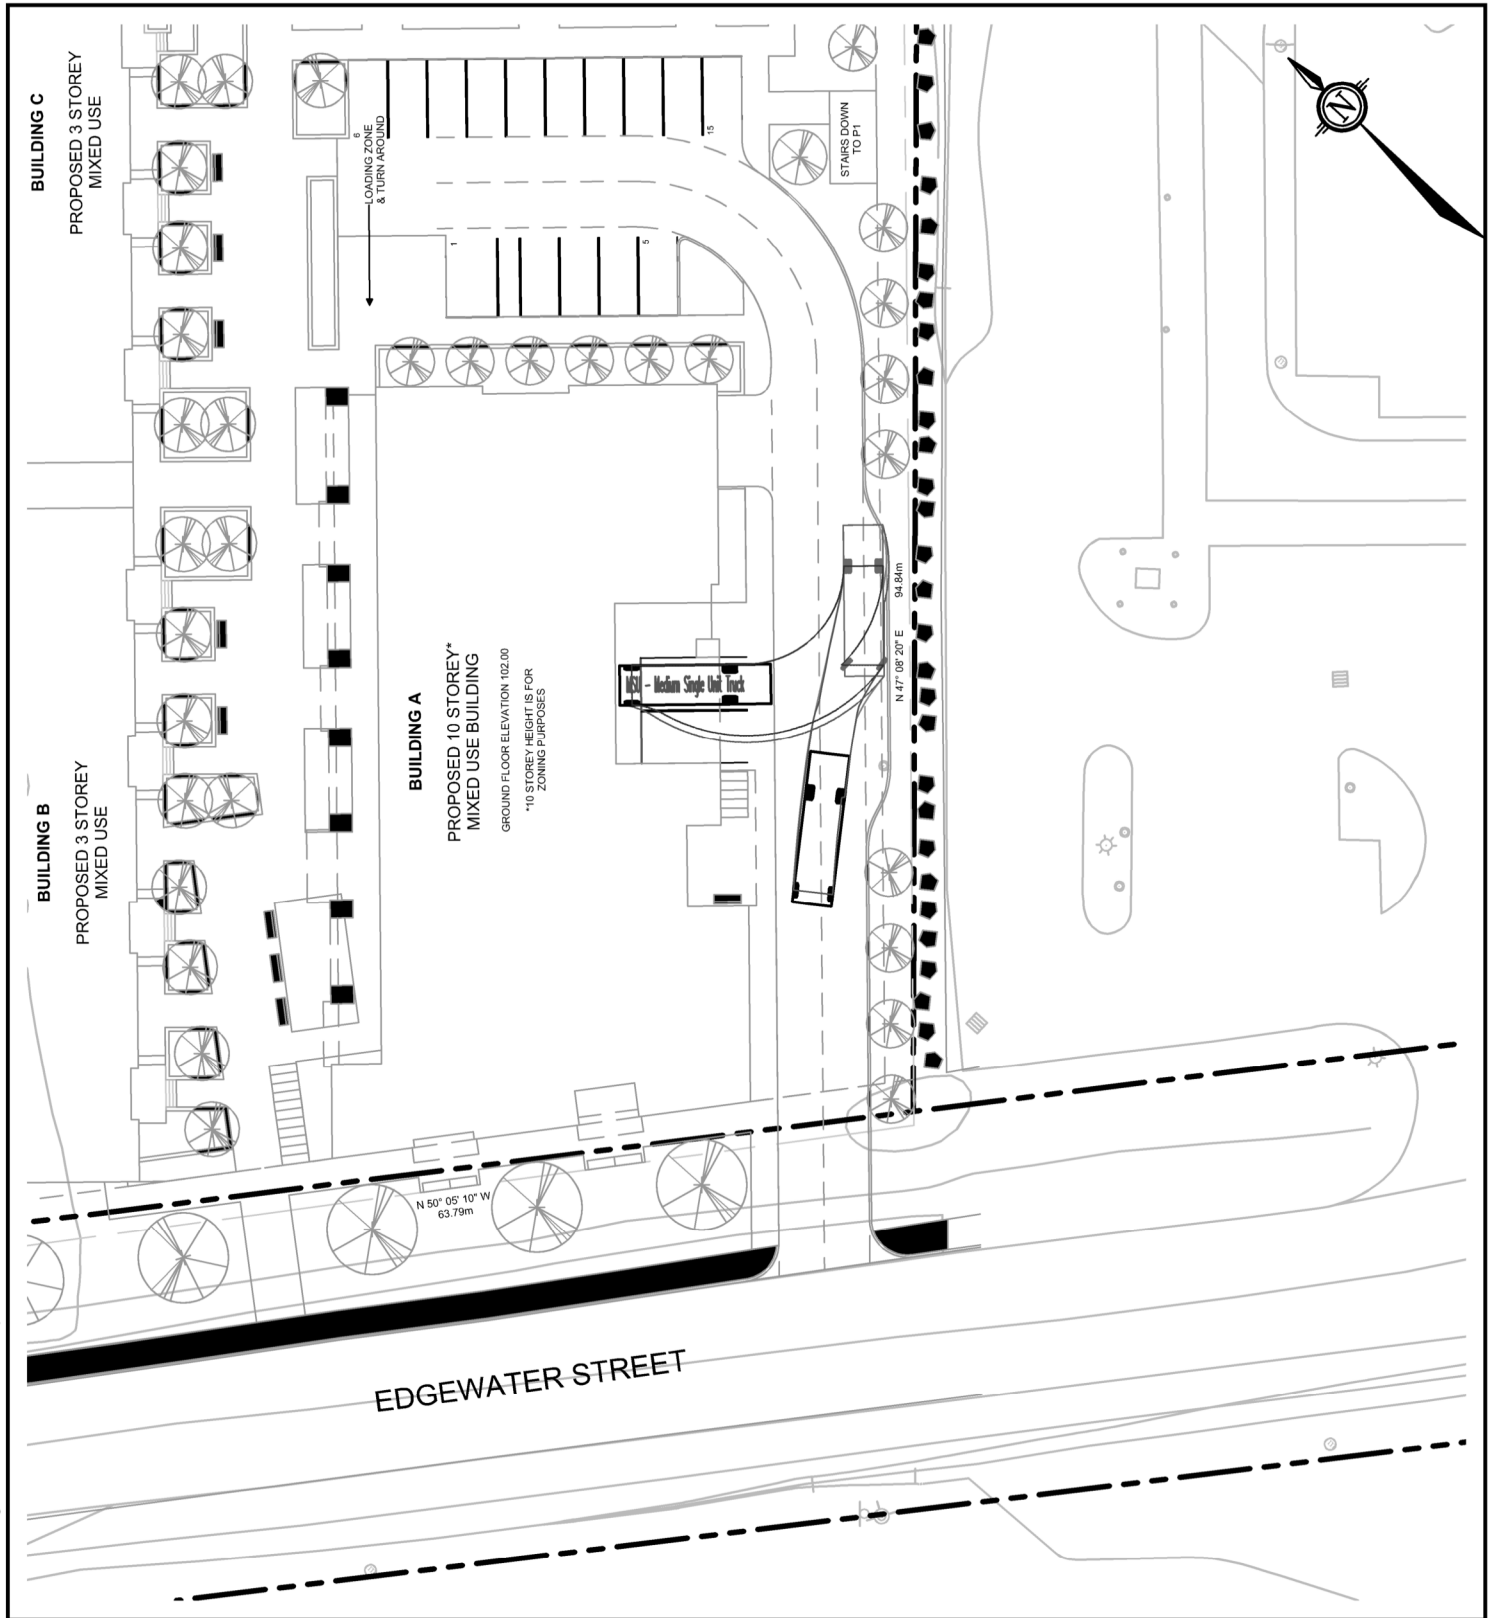 BUILDING C
PROPOSED 3 STOREY
MIXED USE
6
LOADING ZONE
& TURN AROUND
15
STAIRS DOWN
TO P1
N
1
5
BUILDING A
PROPOSED 10 STOREY*
MIXED USE BUILDING
GROUND FLOOR ELEVATION 102.00
*10 STOREY HEIGHT IS FOR
ZONING PURPOSES
MSU - Medium Single Unit Truck
N 47° 08' 20" E
94.84m
BUILDING B
PROPOSED 3 STOREY
MIXED USE
N 50° 05' 10" W
63.79m
EDGEWATER STREET